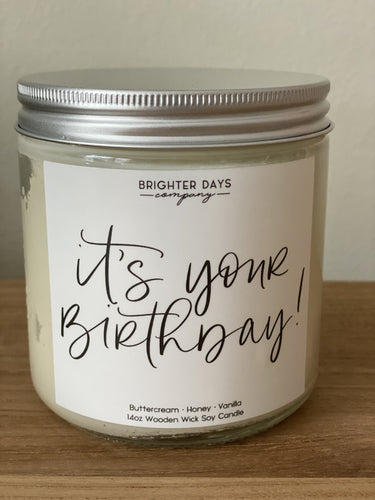 BRIGHTER DAYS
company
it's your
BiRthDay!
Buttercream · Honey · Vanilla
14oz Wooden Wick Soy Candle